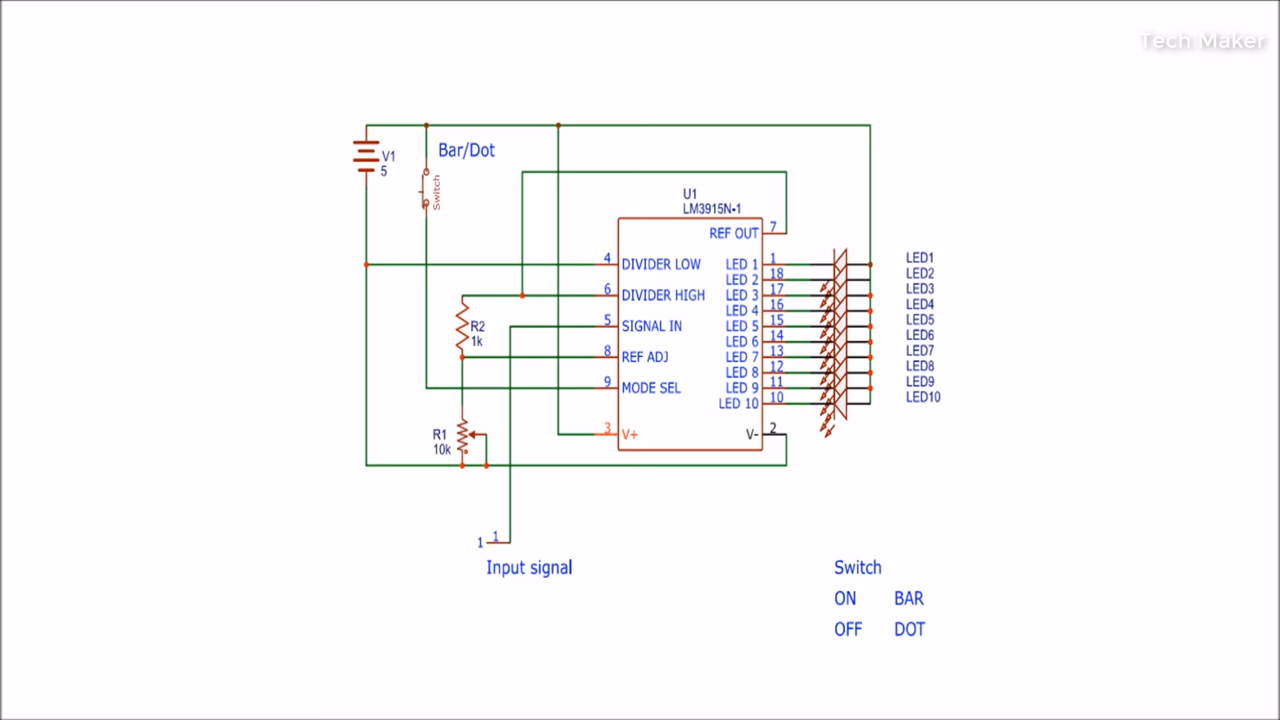 Tech Maker
Bar/Dot
V1
5
Switch
U1
LM3915N-1
REF OUT 7
4 DIVIDER LOW LED 1 1 LED1
LED 2 18 LED2
6 DIVIDER HIGH LED 3 17 LED3
LED 4 16 LED4
5 SIGNAL IN LED 5 15 LED5
R2
1k
LED 6 14 LED6
8 REF ADJ LED 7 13 LED7
LED 8 12 LED8
9 MODE SEL LED 9 11 LED9
LED 10 10 LED10
R1
10k
3 V+ V- 2
1 1
Input signal
Switch
ON BAR
OFF DOT